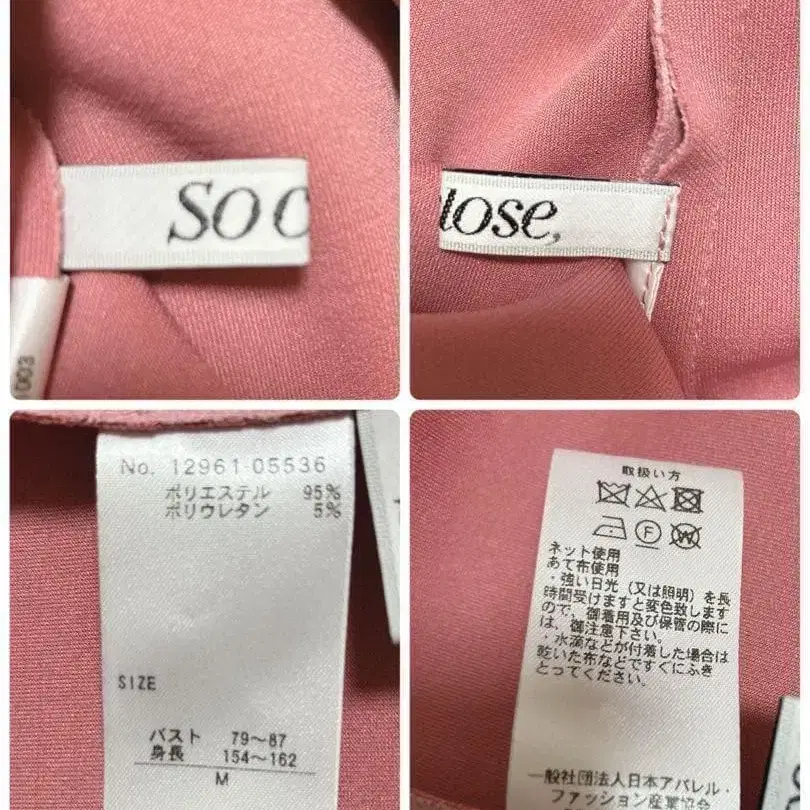 so c
lose,
D03
No. 12961-05536
ポリエステル 95%
ポリウレタン 5%
SIZE
バスト 79～87
身長 154～162
M
取扱い方
F
W
ネット使用
あて布使用
・強い日光（又は照明）を長
時間受けますと変色致します
ので、御着用及び保管の際に
は、御注意下さい。
・水滴などが付着した場合は
乾いた布などですぐにふき
とってください。
一般社団法人日本アパレル・
ファッション産業協会